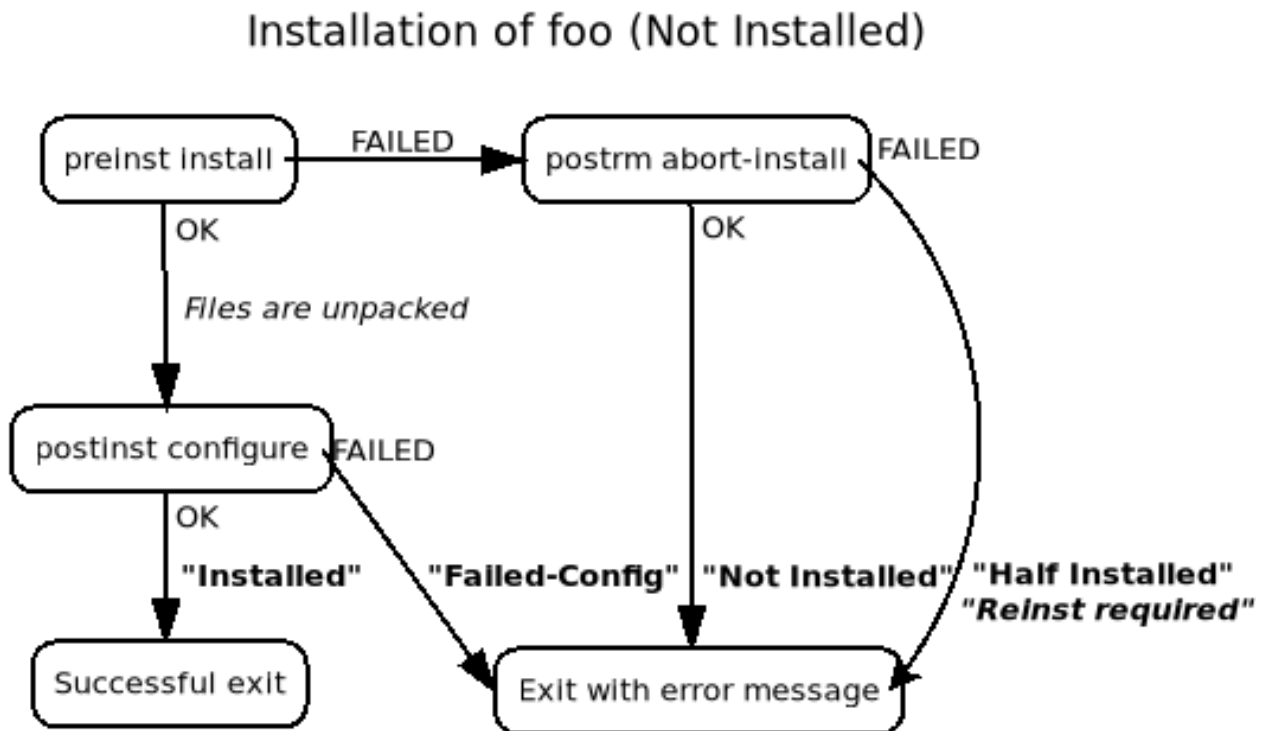 Installation of foo (Not Installed)
preinst install
FAILED
postrm abort-install
FAILED
OK
OK
Files are unpacked
postinst configure
FAILED
OK
"Installed"
"Failed-Config"
"Not Installed"
"Half Installed"
"Reinst required"
Successful exit
Exit with error message